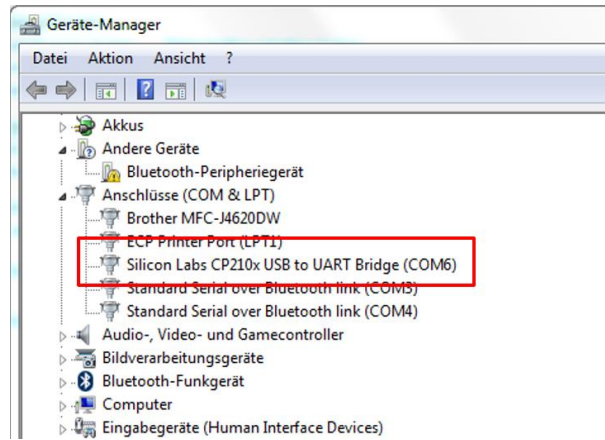 Geräte-Manager
Datei Aktion Ansicht ?
Akkus
Andere Geräte
Bluetooth-Peripheriegerät
Anschlüsse (COM & LPT)
Brother MFC-J4620DW
ECP Printer Port (LPT1)
Silicon Labs CP210x USB to UART Bridge (COM6)
Standard Serial over Bluetooth link (COM3)
Standard Serial over Bluetooth link (COM4)
Audio-, Video- und Gamecontroller
Bildverarbeitungsgeräte
Bluetooth-Funkgerät
Computer
Eingabegeräte (Human Interface Devices)